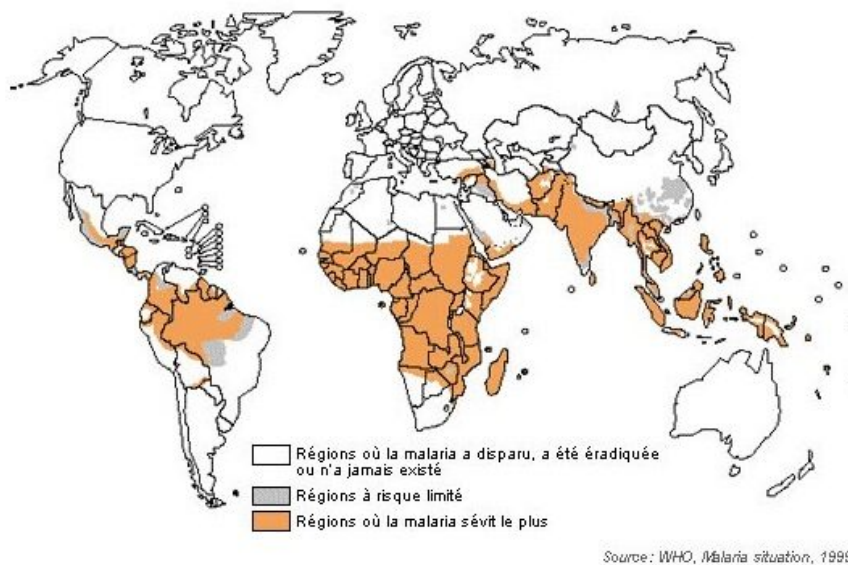 Régions où la malaria a disparu, a été éradiquée
ou n'a jamais existé
Régions à risque limité
Régions où la malaria sévit le plus
Source: WHO, Malaria situation, 1999